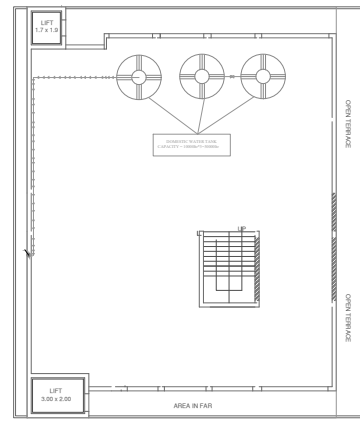 LIFT
1.7 x 1.9
OPEN TERRACE
DOMESTIC WATER TANK
UP
OPEN TERRACE
LIFT
3.00 x 2.00
AREA IN FAR